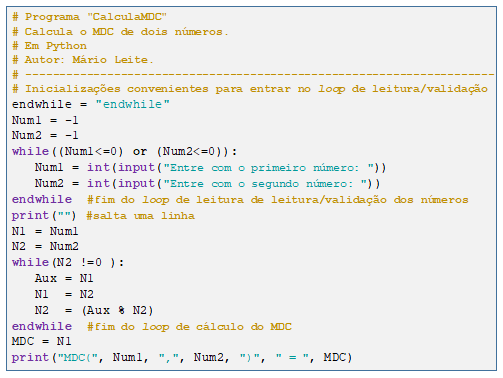 # Programa "CalculaMDC"
# Calcula o MDC de dois números.
# Em Python
# Autor: Mário Leite.
# -------------------------------------------------------------------
# Inicializações convenientes para entrar no loop de leitura/validação
endwhile = "endwhile"
Num1 = -1
Num2 = -1
while((Num1<=0) or (Num2<=0)):
   Num1 = int(input("Entre com o primeiro número: "))
   Num2 = int(input("Entre com o segundo número: "))
endwhile  #fim do loop de leitura de leitura/validação dos números
print("") #salta uma linha
N1 = Num1
N2 = Num2
while(N2 !=0 ):
   Aux = N1
   N1  = N2
   N2  = (Aux % N2)
endwhile  #fim do loop de cálculo do MDC
MDC = N1
print("MDC(", Num1, ",", Num2, ")", " = ", MDC)